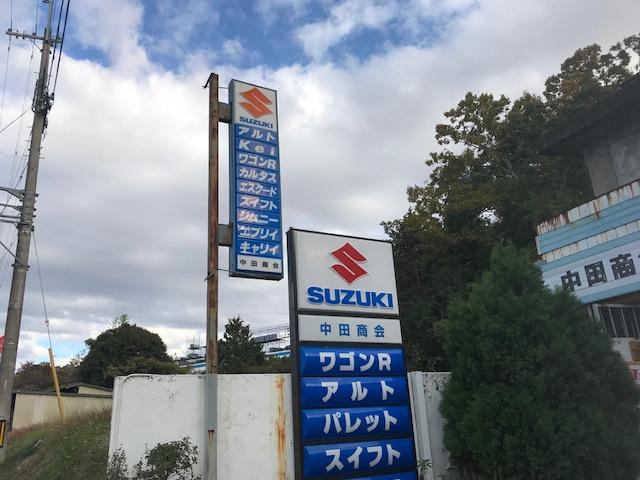 SUZUKI
アルト
Kei
ワゴンR
カルタス
エスクード
スイフト
ジムニー
エブリイ
キャリイ
中田商会
SUZUKI
中田商会
ワゴンR
アルト
パレット
スイフト
中田商